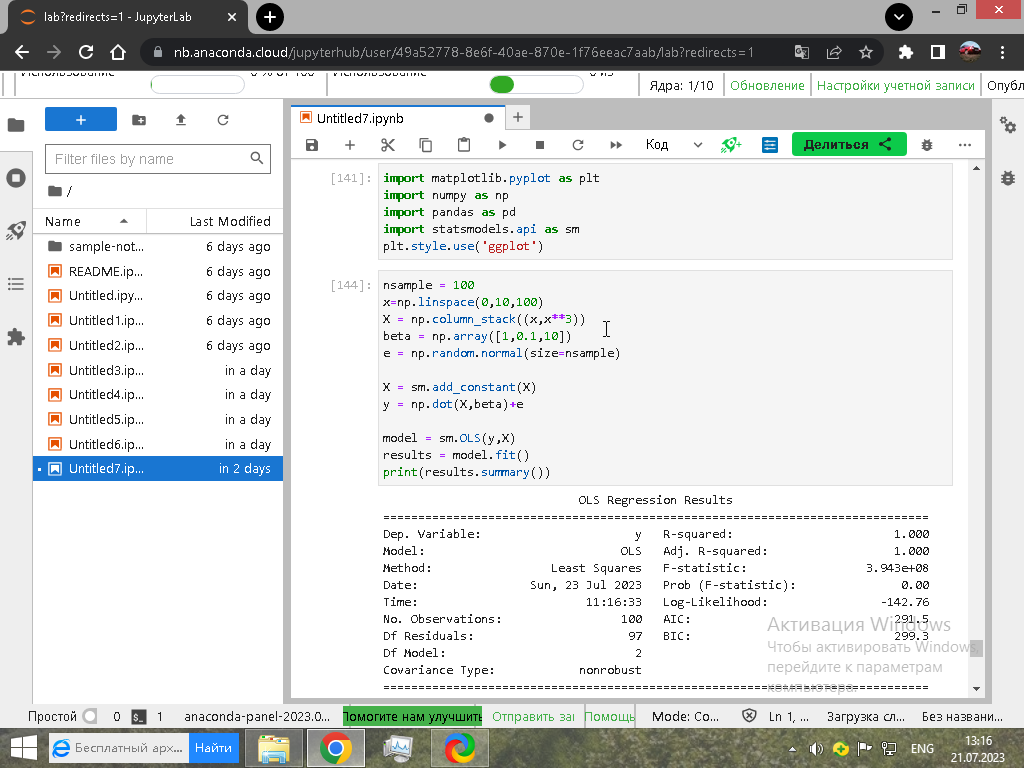 lab?redirects=1 - JupyterLab
nb.anaconda.cloud/jupyterhub/user/49a52778-8e6f-40ae-870e-1f76eeac7aab/lab?redirects=1
Использование 0 % от 100 Использование 0 из
Ядра: 1/10 Обновление Настройки учетной записи Опубл
Untitled7.ipynb
Код Делиться
Filter files by name
/
Name Last Modified
sample-not... 6 days ago
README.ip... 6 days ago
Untitled.ipy... 6 days ago
Untitled1.ip... 6 days ago
Untitled2.ip... 6 days ago
Untitled3.ip... in a day
Untitled4.ip... in a day
Untitled5.ip... in a day
Untitled6.ip... in a day
Untitled7.ip... in 2 days
[141]: import matplotlib.pyplot as plt
import numpy as np
import pandas as pd
import statsmodels.api as sm
plt.style.use('ggplot')
[144]: nsample = 100
x=np.linspace(0,10,100)
X = np.column_stack((x,x**3))
beta = np.array([1,0.1,10])
e = np.random.normal(size=nsample)
X = sm.add_constant(X)
y = np.dot(X,beta)+e
model = sm.OLS(y,X)
results = model.fit()
print(results.summary())
OLS Regression Results
==============================================================================
Dep. Variable: y R-squared: 1.000
Model: OLS Adj. R-squared: 1.000
Method: Least Squares F-statistic: 3.943e+08
Date: Sun, 23 Jul 2023 Prob (F-statistic): 0.00
Time: 11:16:33 Log-Likelihood: -142.76
No. Observations: 100 AIC: 291.5
Df Residuals: 97 BIC: 299.3
Df Model: 2
Covariance Type: nonrobust
==============================================================================
Активация Windows
Чтобы активировать Windows,
перейдите к параметрам
компьютера.
Простой 0 1 anaconda-panel-2023.0... Помогите нам улучшить Отправить заг Помощь Mode: Co... Ln 1, ... Загрузка сл... Без названи...
Бесплатный арх... Найти
ENG
13:16
21.07.2023